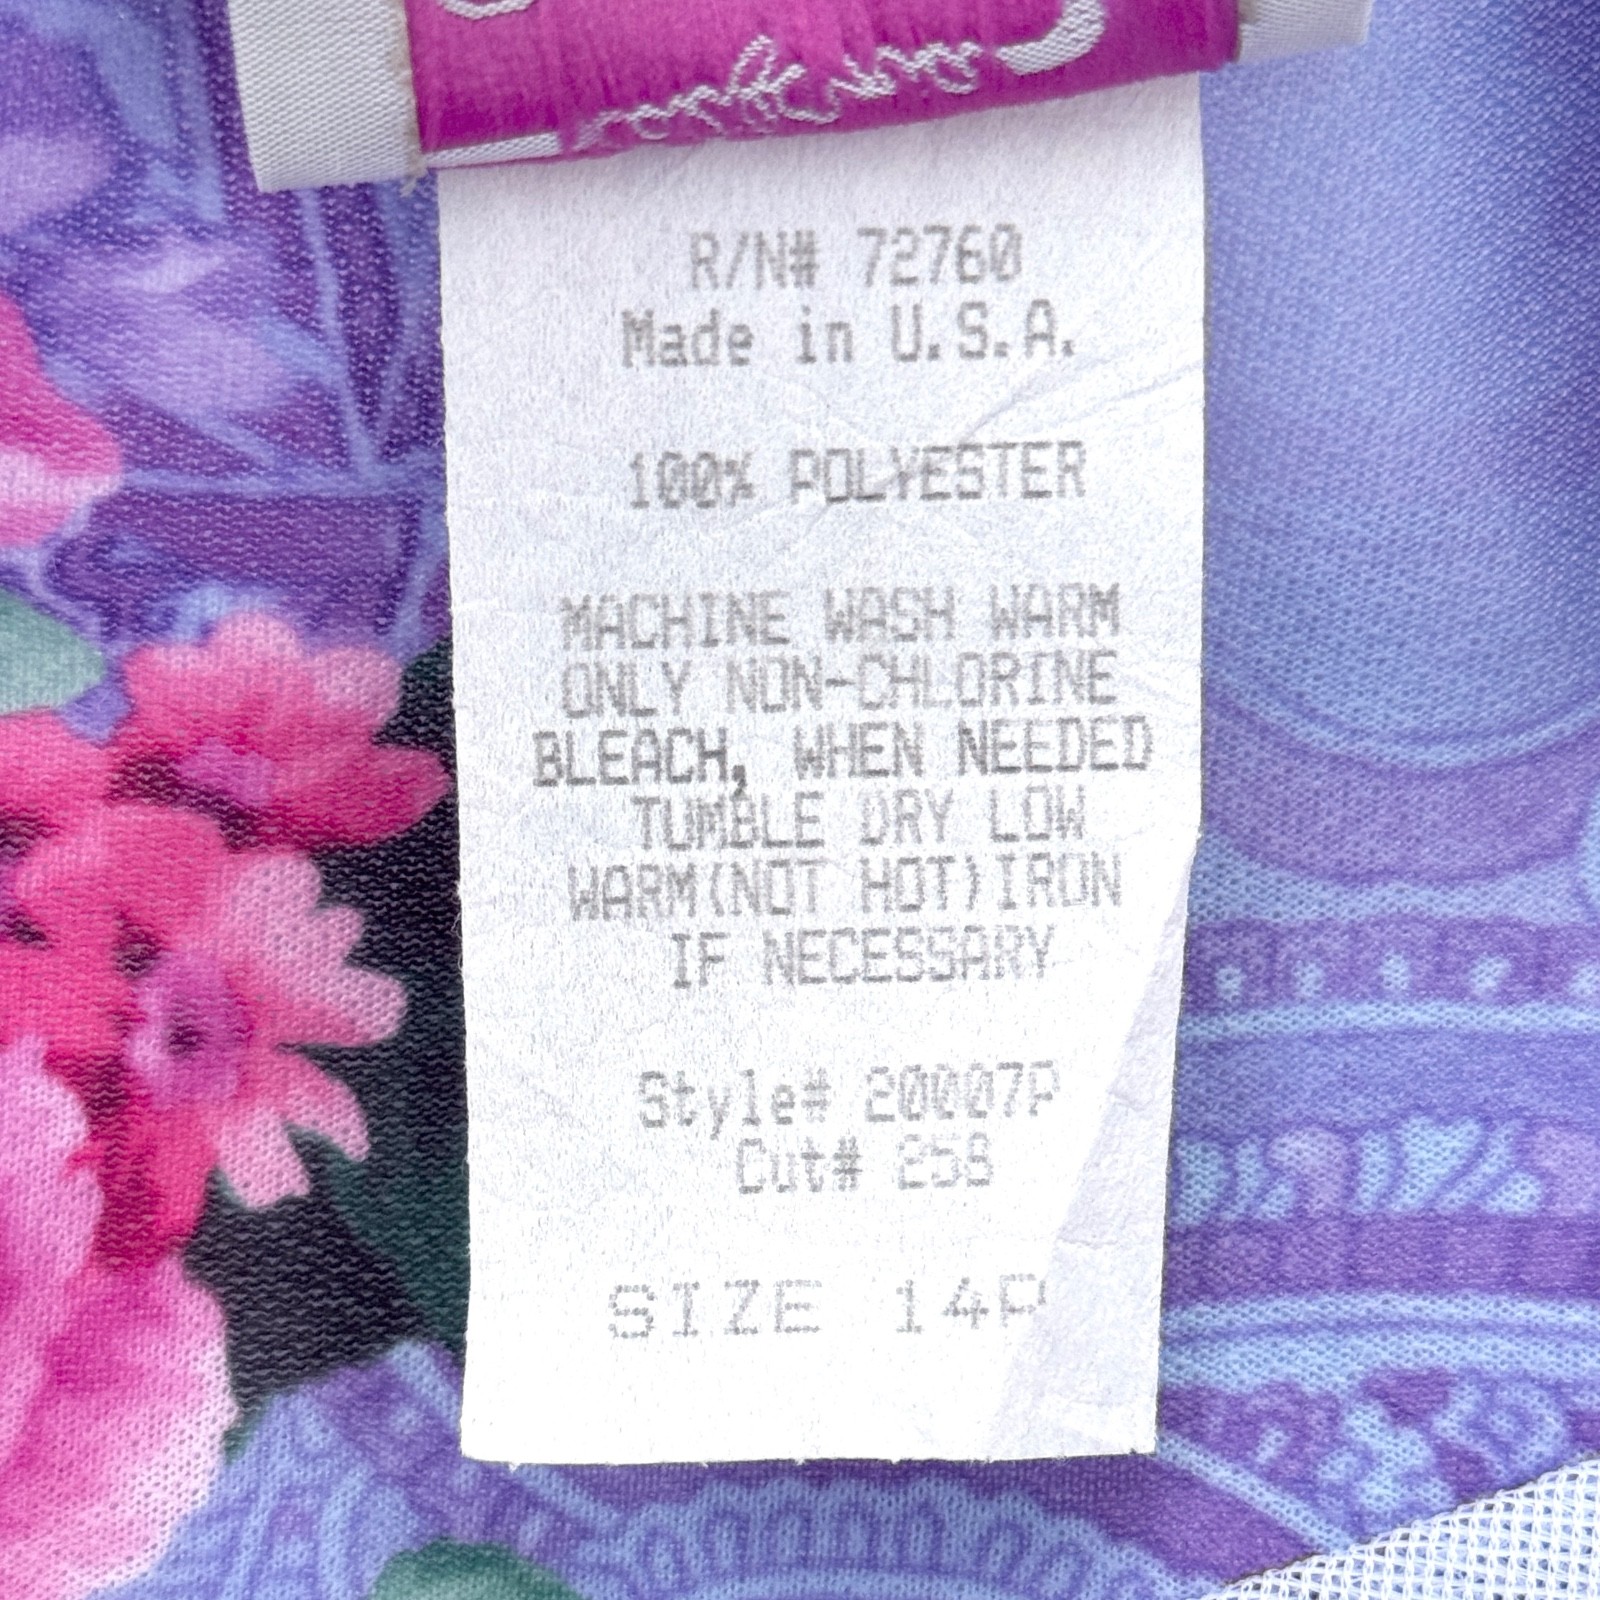 R/N# 72760
Made in U.S.A.
100% POLYESTER
MACHINE WASH WARM
ONLY NON-CHLORINE
BLEACH, WHEN NEEDED
TUMBLE DRY LOW
WARM(NOT HOT)IRON
IF NECESSARY
Style# 20007P
Cut# 258
SIZE 14P